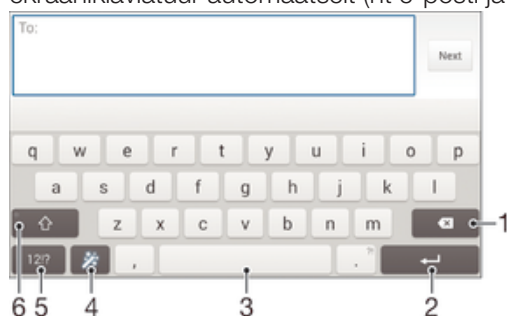 ekraaniklaviatuur automaatselt (nt e-posti ja
To:
Next
q w e r t y u i o p
a s d f g h j k l
z x c v b n m 1
12!? , . ?!
6 5 4 3 2